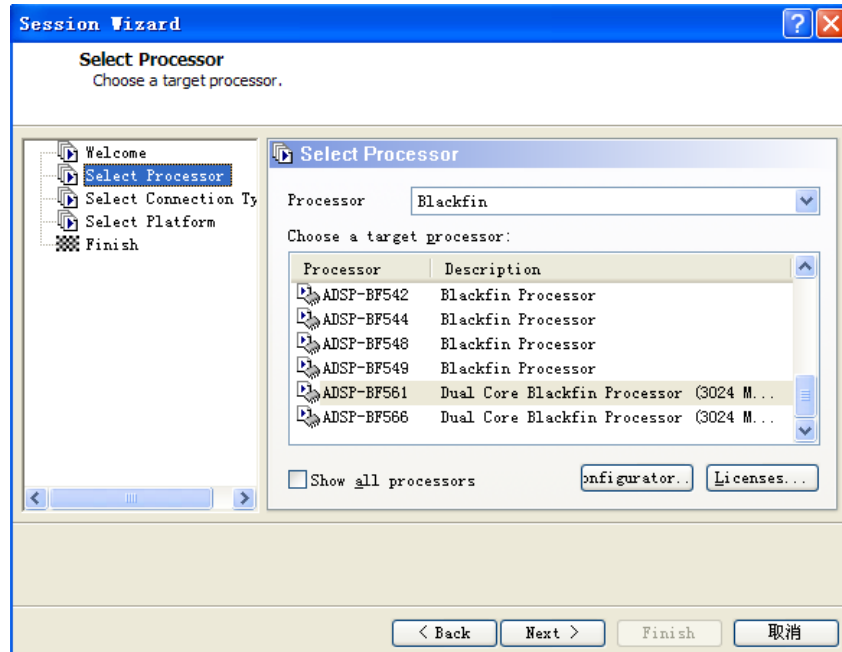 Session Wizard
Select Processor
Choose a target processor.
Welcome
Select Processor
Select Connection Ty
Select Platform
Finish
Select Processor
Processor Blackfin
Choose a target processor:
Processor Description
ADSP-BF542 Blackfin Processor
ADSP-BF544 Blackfin Processor
ADSP-BF548 Blackfin Processor
ADSP-BF549 Blackfin Processor
ADSP-BF561 Dual Core Blackfin Processor (3024 M...
ADSP-BF566 Dual Core Blackfin Processor (3024 M...
Show all processors onfigurator.. Licenses...
< Back Next > Finish 取消